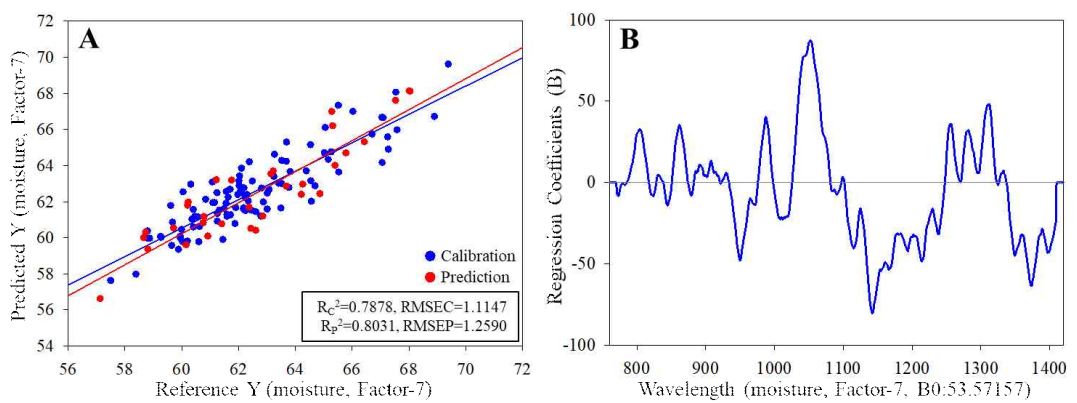 A
Predicted Y (moisture, Factor-7)
72
70
68
66
64
62
60
58
56
54
Calibration
Prediction
R_C²=0.7878, RMSEC=1.1147
R_P²=0.8031, RMSEP=1.2590
56 58 60 62 64 66 68 70 72
Reference Y (moisture, Factor-7)
B
Regression Coefficients (B)
100
50
0
-50
-100
800 900 1000 1100 1200 1300 1400
Wavelength (moisture, Factor-7, B0:53.57157)